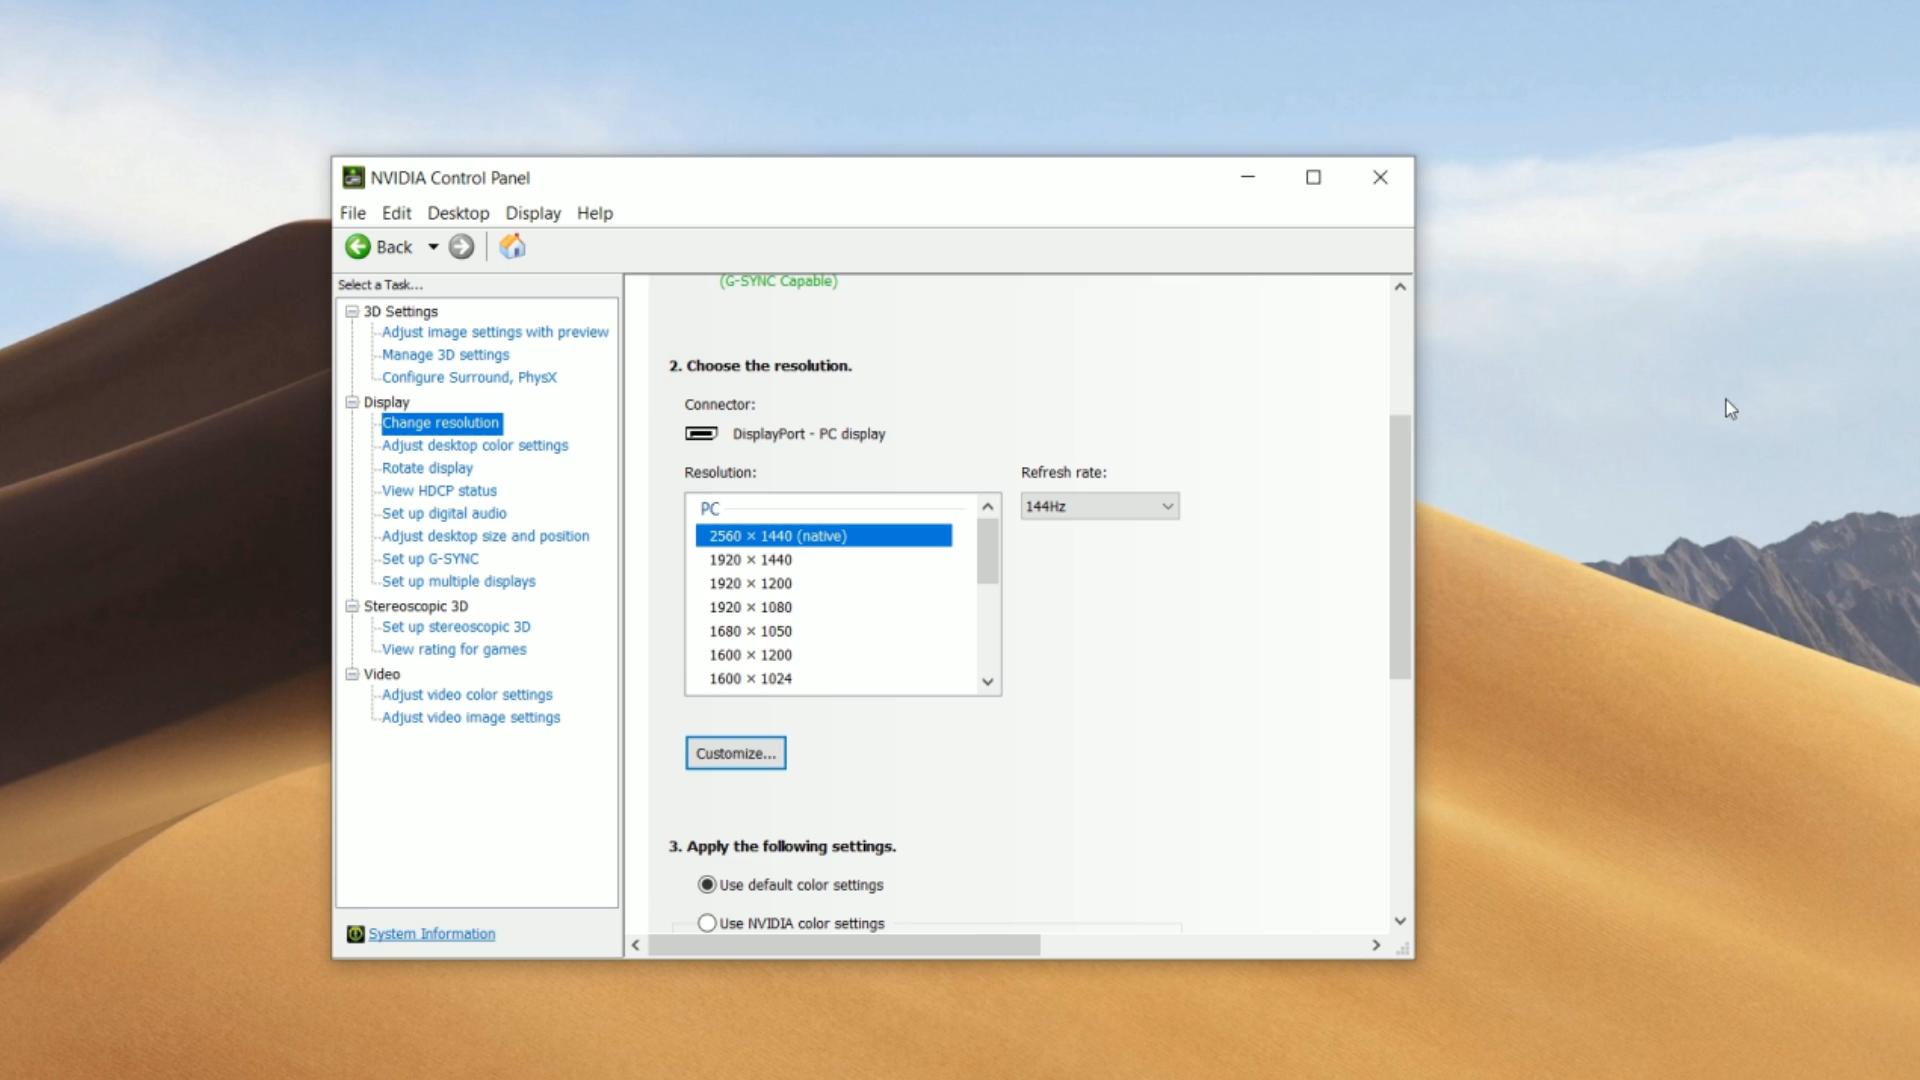 NVIDIA Control Panel
File Edit Desktop Display Help
Back
Select a Task...
3D Settings
Adjust image settings with preview
Manage 3D settings
Configure Surround, PhysX
Display
Change resolution
Adjust desktop color settings
Rotate display
View HDCP status
Set up digital audio
Adjust desktop size and position
Set up G-SYNC
Set up multiple displays
Stereoscopic 3D
Set up stereoscopic 3D
View rating for games
Video
Adjust video color settings
Adjust video image settings
System Information
(G-SYNC Capable)
2. Choose the resolution.
Connector:
DisplayPort - PC display
Resolution:
PC
2560 × 1440 (native)
1920 × 1440
1920 × 1200
1920 × 1080
1680 × 1050
1600 × 1200
1600 × 1024
Refresh rate:
144Hz
Customize...
3. Apply the following settings.
Use default color settings
Use NVIDIA color settings